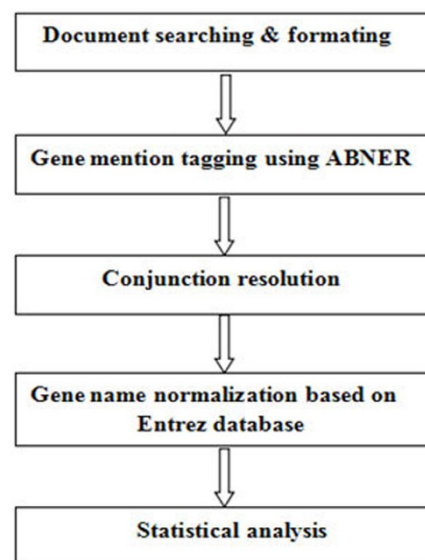 Document searching & formating
Gene mention tagging using ABNER
Conjunction resolution
Gene name normalization based on
Entrez database
Statistical analysis